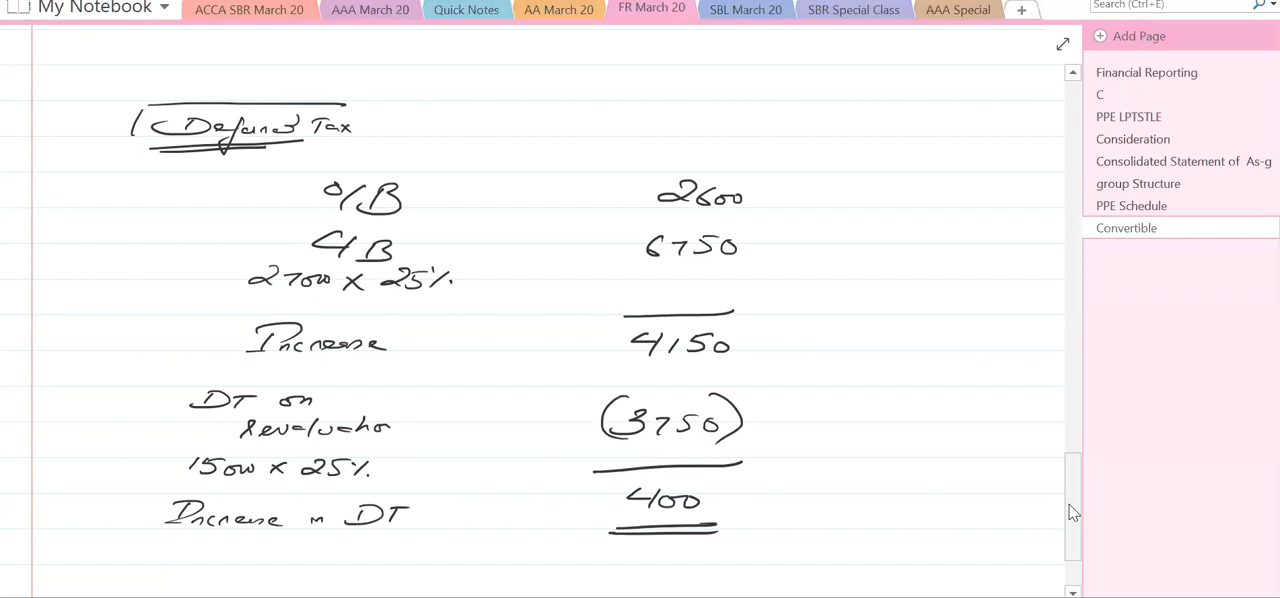 My Notebook
ACCA SBR March 20
AAA March 20
Quick Notes
AA March 20
FR March 20
SBL March 20
SBR Special Class
AAA Special
+
Search (Ctrl+E)
Add Page
Financial Reporting
C
PPE LPTSTLE
Consideration
Consolidated Statement of As-g
group Structure
PPE Schedule
Convertible
Deferred Tax
O/B 2600
C/B 6750
27000 x 25%
Increase 4150
DT on
revaluation (3750)
15000 x 25%
Increase in DT 400